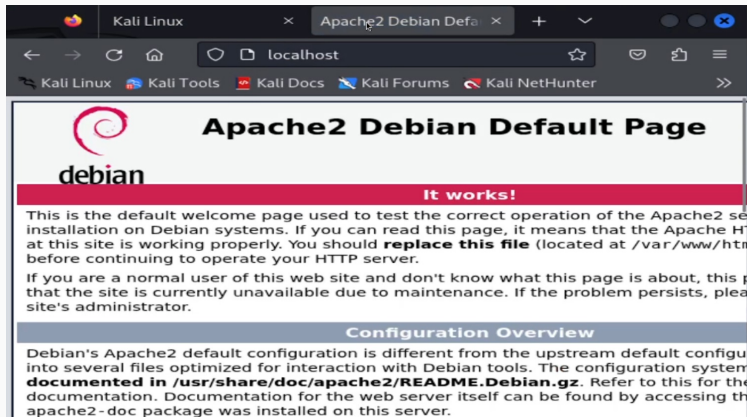 Kali Linux
Apache2 Debian Defa
localhost
Kali Linux Kali Tools Kali Docs Kali Forums Kali NetHunter
debian
Apache2 Debian Default Page
It works!
This is the default welcome page used to test the correct operation of the Apache2
installation on Debian systems. If you can read this page, it means that the Apache
at this site is working properly. You should replace this file (located at /var/www/
before continuing to operate your HTTP server.
If you are a normal user of this web site and don't know what this page is about, this
that the site is currently unavailable due to maintenance. If the problem persists,
site's administrator.
Configuration Overview
Debian's Apache2 default configuration is different from the upstream default
into several files optimized for interaction with Debian tools. The configuration system
documented in /usr/share/doc/apache2/README.Debian.gz. Refer to this for the
documentation. Documentation for the web server itself can be found by accessing
apache2-doc package was installed on this server.